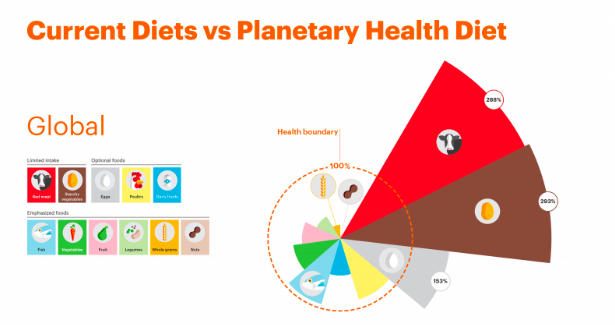 Current Diets vs Planetary Health Diet
Global
Health boundary
100%
288%
293%
153%
Limited intake
Optional foods
Red meat
Starchy
vegetables
Eggs
Poultry
Dairy foods
Emphasized foods
Fish
Vegetables
Fruit
Legumes
Whole grains
Nuts